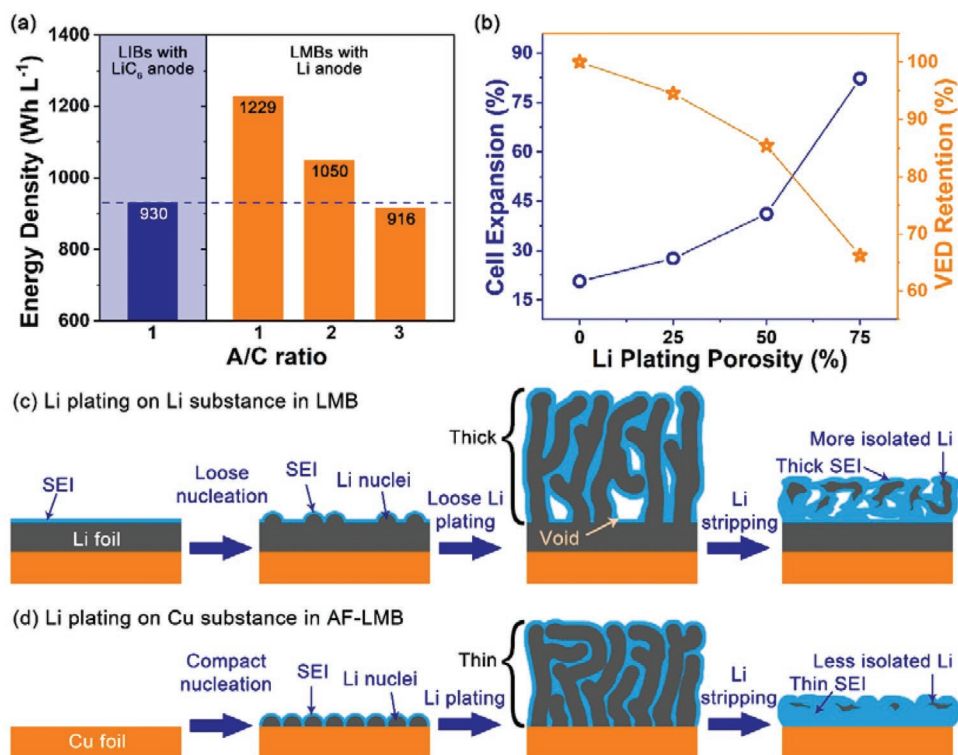 (a)
1400
1200
1000
800
600
Energy Density (Wh L⁻¹)
LIBs with
LiC₆ anode
LMBs with
Li anode
930
1229
1050
916
1
1
2
3
A/C ratio
(b)
90
75
60
45
30
15
Cell Expansion (%)
100
90
80
70
60
VED Retention (%)
0
25
50
75
Li Plating Porosity (%)
(c) Li plating on Li substance in LMB
SEI
Li foil
Loose
nucleation
SEI
Li nuclei
Loose Li
plating
Thick
Void
Li
stripping
More isolated Li
Thick SEI
(d) Li plating on Cu substance in AF-LMB
Cu foil
Compact
nucleation
SEI
Li nuclei
Li plating
Thin
Li
stripping
Less isolated Li
Thin SEI